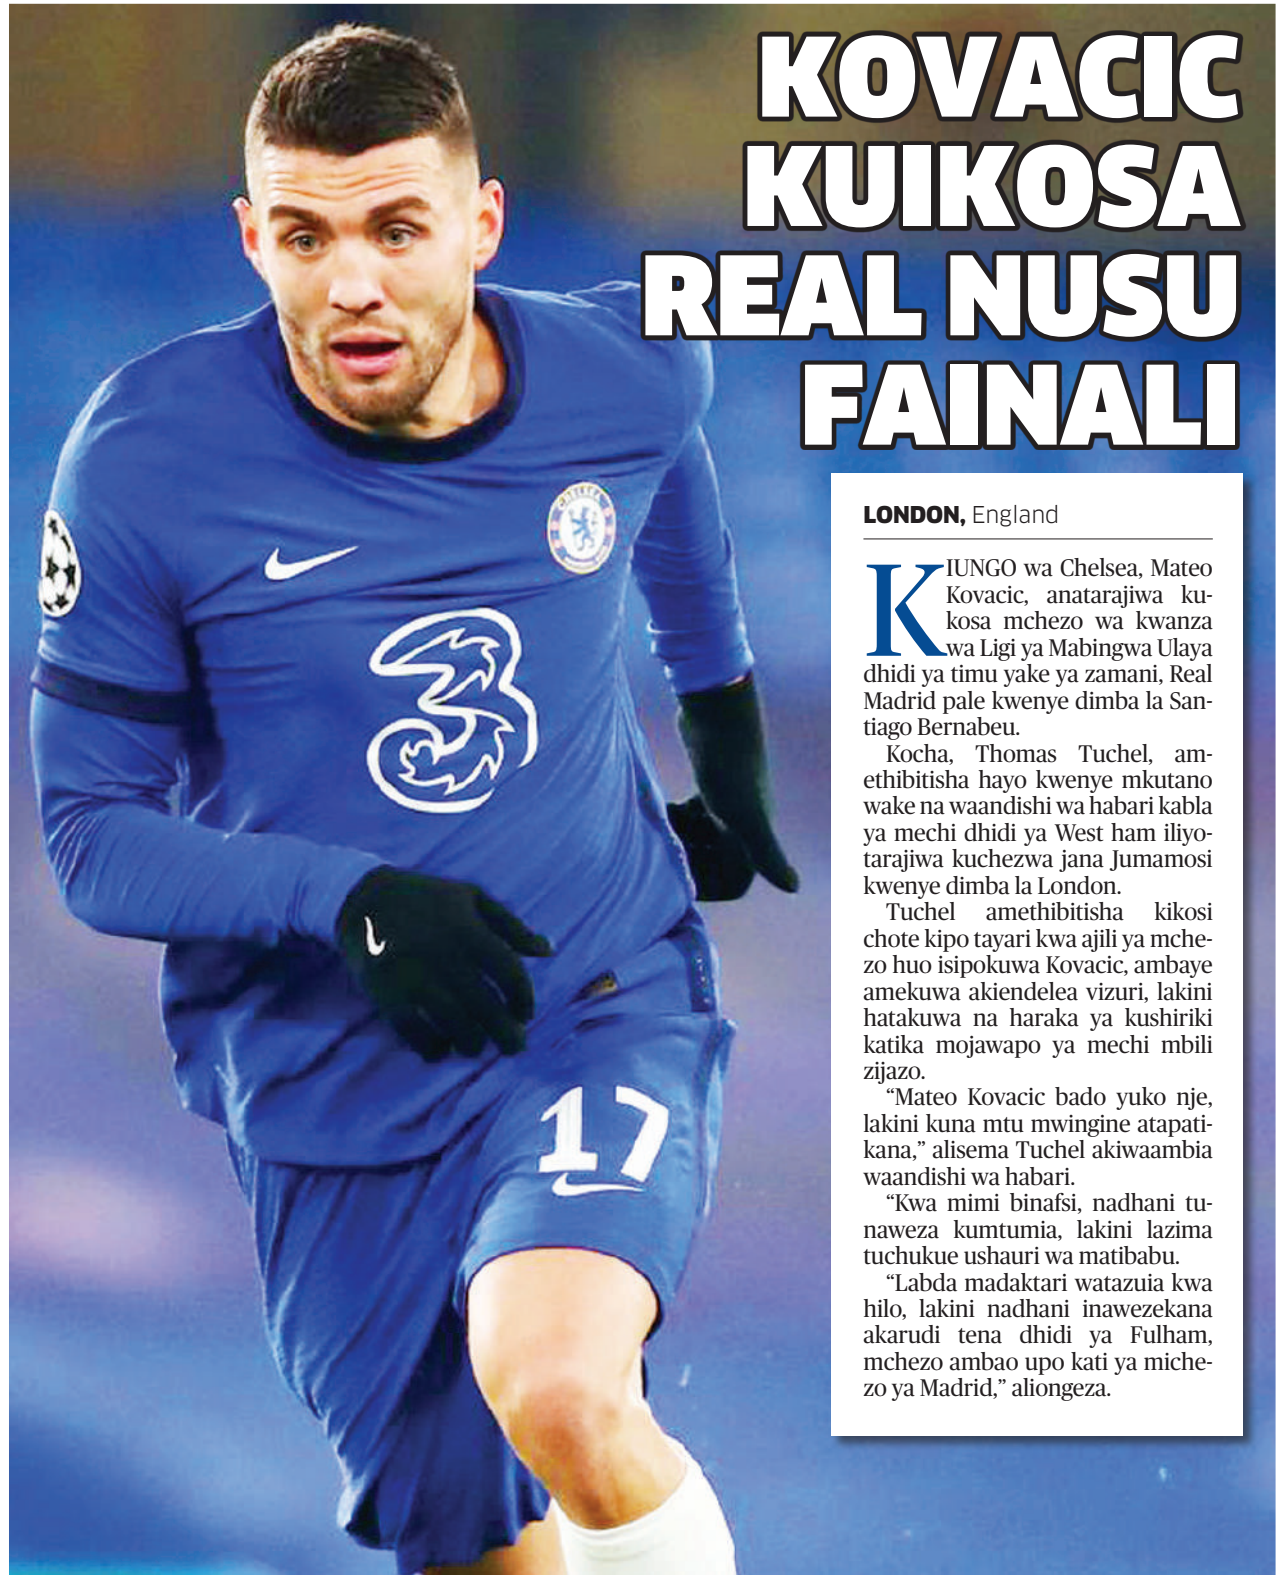 KOVACIC
KUIKOSA
REAL NUSU
FAINALI
LONDON, England
KIUNGO wa Chelsea, Mateo
Kovacic, anatarajiwa ku-
kosa mchezo wa kwanza
wa Ligi ya Mabingwa Ulaya
dhidi ya timu yake ya zamani, Real
Madrid pale kwenye dimba la San-
tiago Bernabeu.
Kocha, Thomas Tuchel, am-
ethibitisha hayo kwenye mkutano
wake na waandishi wa habari kabla
ya mechi dhidi ya West ham iliyo-
tarajiwa kuchezwa jana Jumamosi
kwenye dimba la London.
Tuchel amethibitisha kikosi
chote kipo tayari kwa ajili ya mche-
zo huo isipokuwa Kovacic, ambaye
amekuwa akiendelea vizuri, lakini
hatakuwa na haraka ya kushiriki
katika mojawapo ya mechi mbili
zijazo.
“Mateo Kovacic bado yuko nje,
lakini kuna mtu mwingine atapati-
kana,” alisema Tuchel akiwaambia
waandishi wa habari.
“Kwa mimi binafsi, nadhani tu-
naweza kumtumia, lakini lazima
tuchukue ushauri wa matibabu.
“Labda madaktari watazuia kwa
hilo, lakini nadhani inawezekana
akarudi tena dhidi ya Fulham,
mchezo ambao upo kati ya miche-
zo ya Madrid,” aliongeza.
3
17